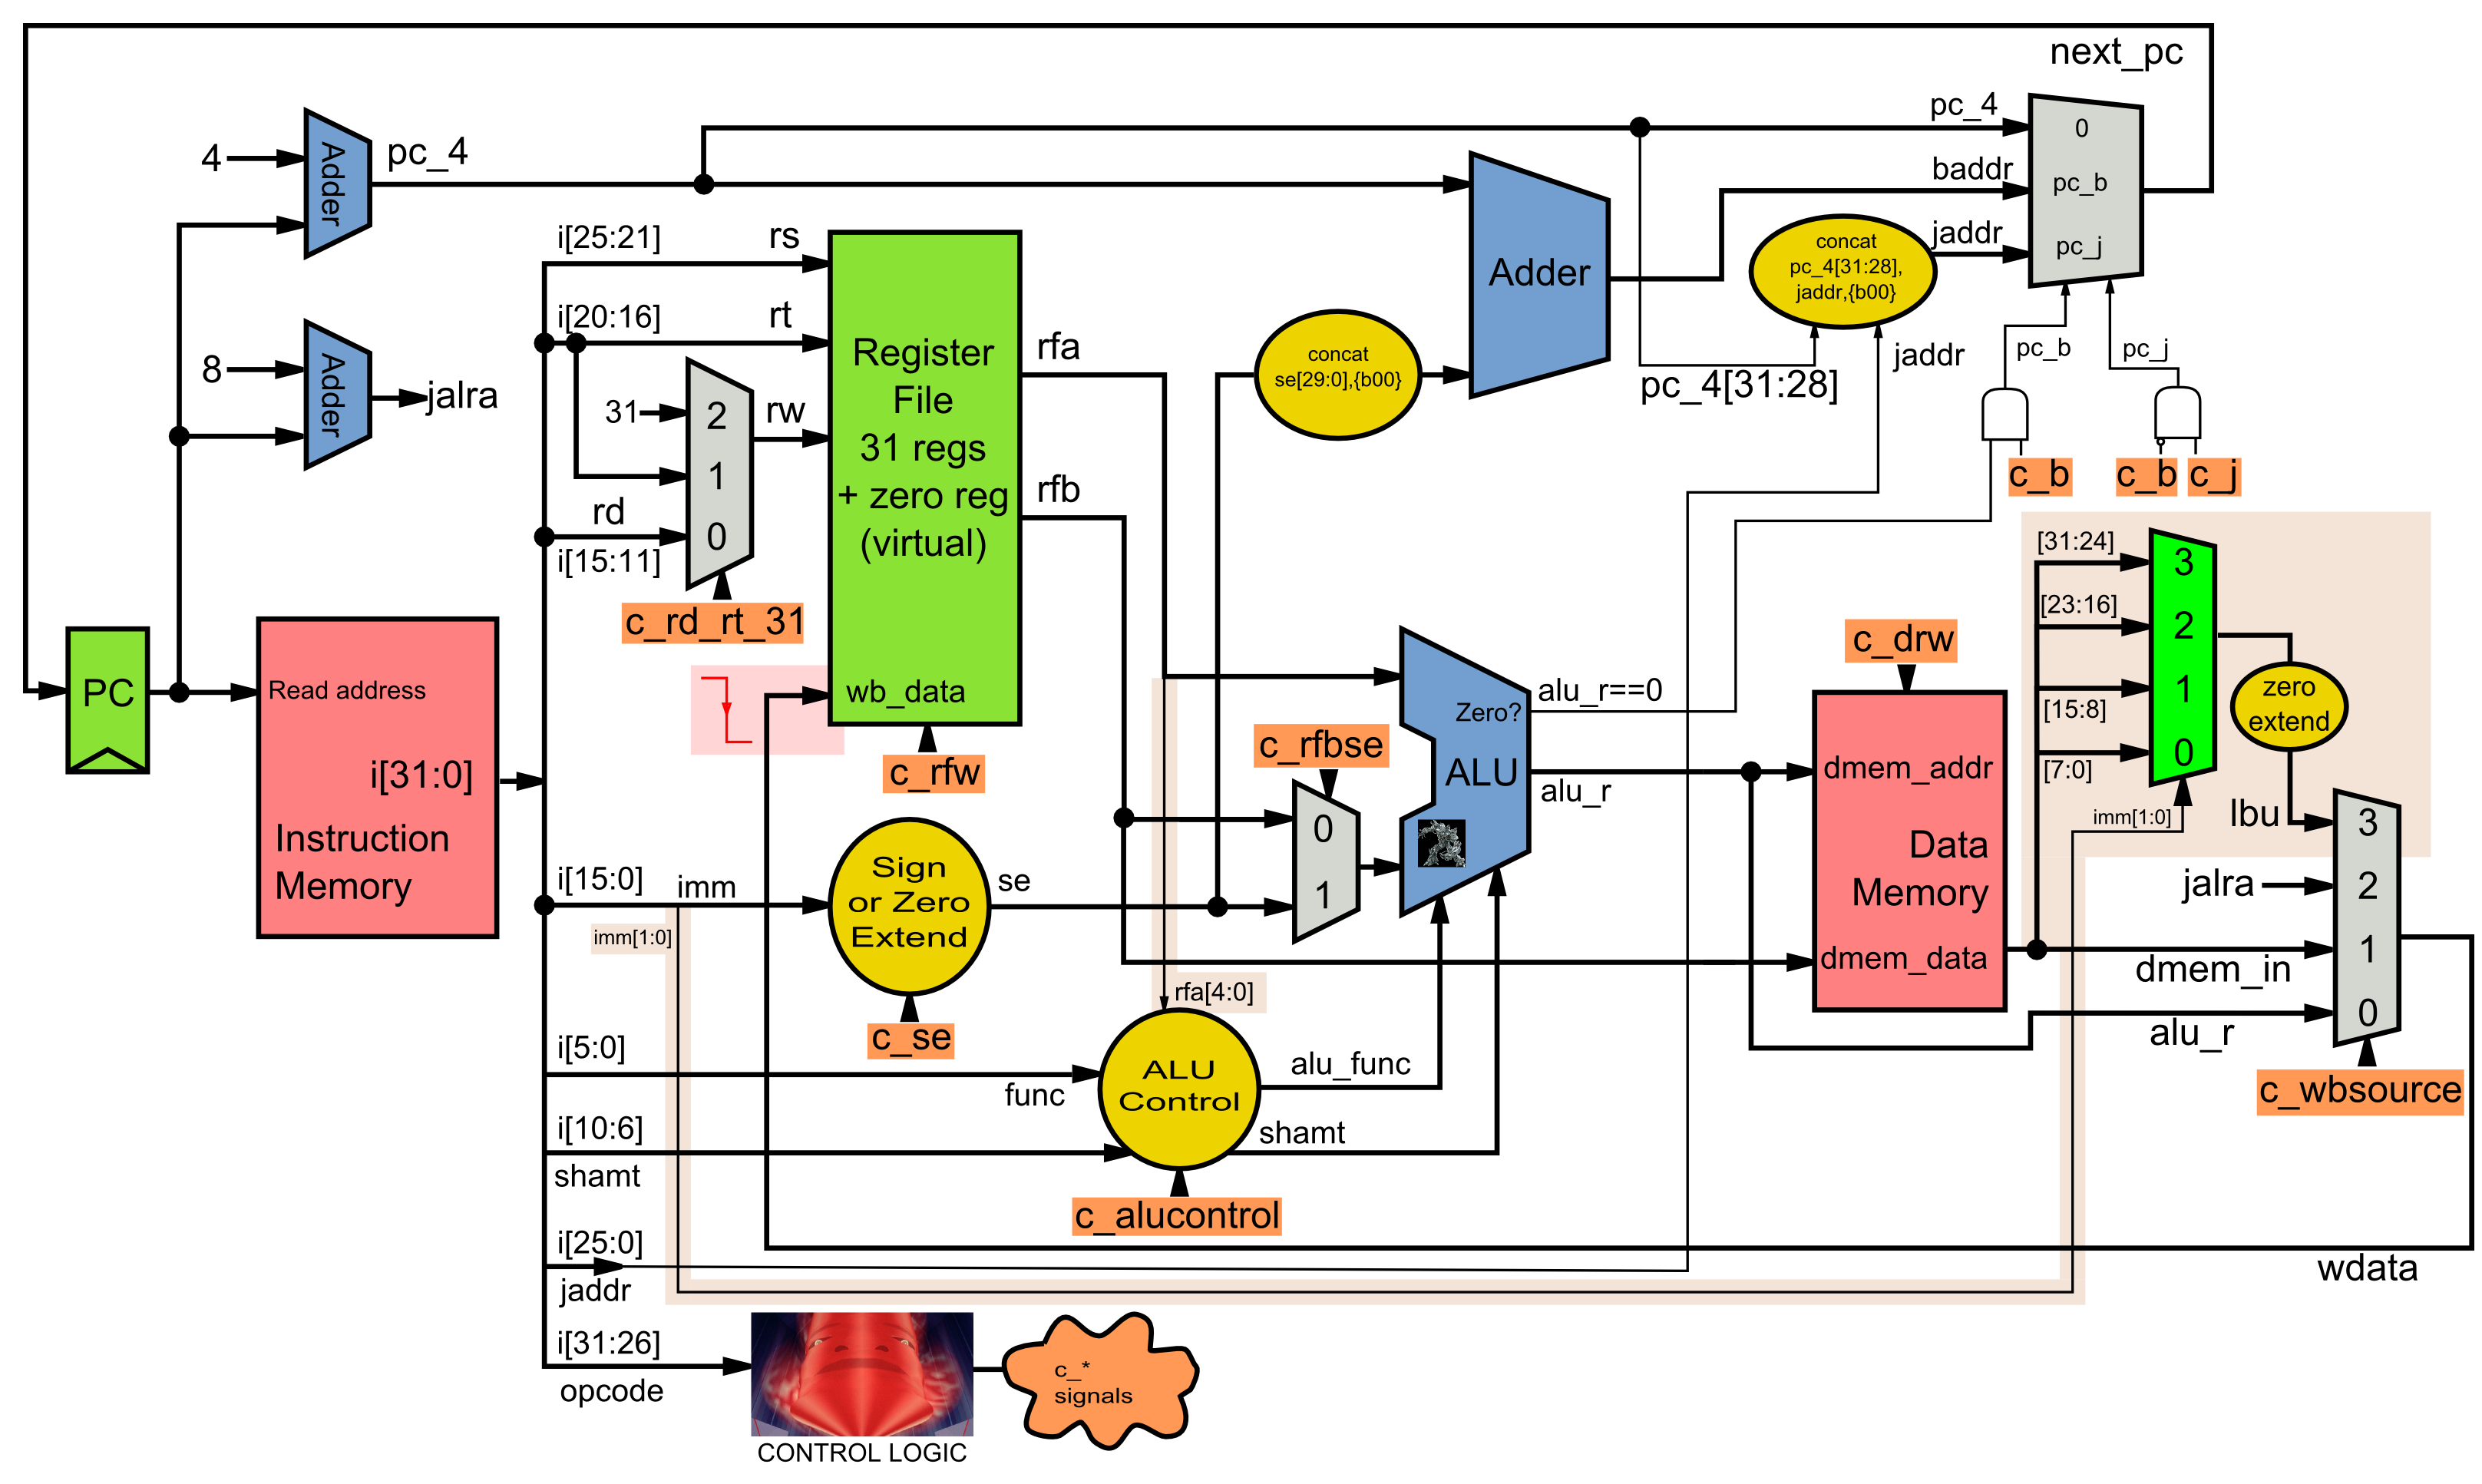 next_pc
4
Adder
pc_4
pc_4
0
baddr
pc_b
jaddr
pc_j
concat
pc_4[31:28],
jaddr,{b00}
Adder
i[25:21]
rs
i[20:16]
rt
8
Adder
jalra
31
2
rw
1
rd
0
i[15:11]
c_rd_rt_31
Register
File
31 regs
+ zero reg
(virtual)
wb_data
c_rfw
rfa
rfb
concat
se[29:0],{b00}
pc_4[31:28]
jaddr
pc_b
pc_j
c_b
c_b
c_j
PC
Read address
i[31:0]
Instruction
Memory
i[15:0]
imm
imm[1:0]
Sign
or Zero
Extend
se
c_se
c_rfbse
0
1
Zero?
ALU
alu_r==0
alu_r
rfa[4:0]
c_drw
dmem_addr
Data
Memory
dmem_data
[31:24]
3
[23:16]
2
1
[15:8]
0
[7:0]
imm[1:0]
zero
extend
lbu
3
jalra
2
1
dmem_in
0
alu_r
c_wbsource
i[5:0]
func
ALU
Control
alu_func
i[10:6]
shamt
shamt
c_alucontrol
i[25:0]
jaddr
wdata
i[31:26]
opcode
CONTROL LOGIC
c_*
signals